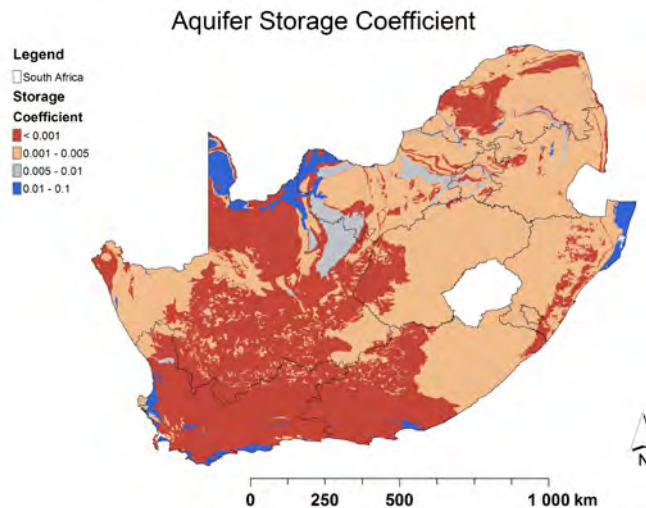 Aquifer Storage Coefficient
Legend
South Africa
Storage
Coefficient
< 0.001
0.001 - 0.005
0.005 - 0.01
0.01 - 0.1
N
0 250 500 1 000 km